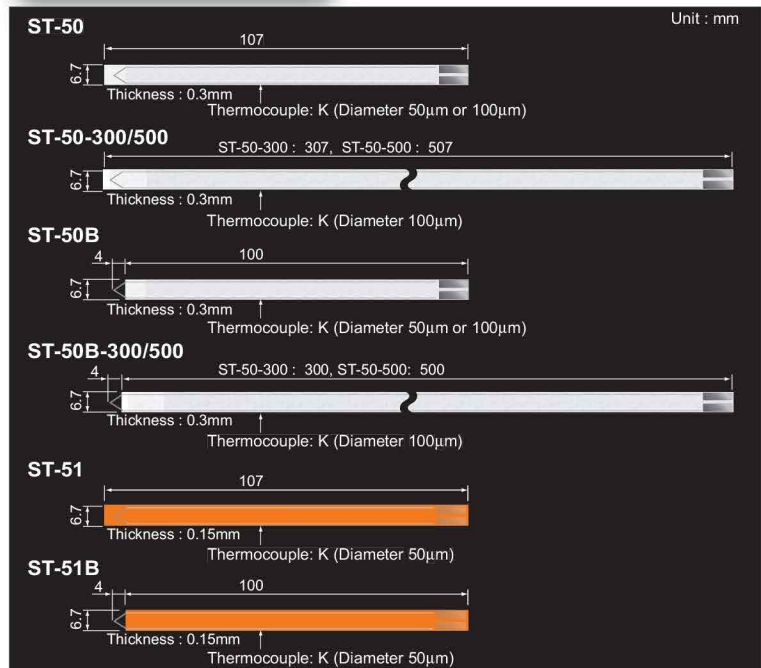 Unit : mm
ST-50
107
6.7
Thickness : 0.3mm
Thermocouple: K (Diameter 50μm or 100μm)
ST-50-300/500
ST-50-300 :  307,  ST-50-500 :  507
6.7
Thickness : 0.3mm
Thermocouple: K (Diameter 100μm)
ST-50B
4
100
6.7
Thickness : 0.3mm
Thermocouple: K (Diameter 50μm or 100μm)
ST-50B-300/500
4
ST-50-300 :  300, ST-50-500:  500
6.7
Thickness : 0.3mm
Thermocouple: K (Diameter 100μm)
ST-51
107
6.7
Thickness : 0.15mm
Thermocouple: K (Diameter 50μm)
ST-51B
4
100
6.7
Thickness : 0.15mm
Thermocouple: K (Diameter 50μm)